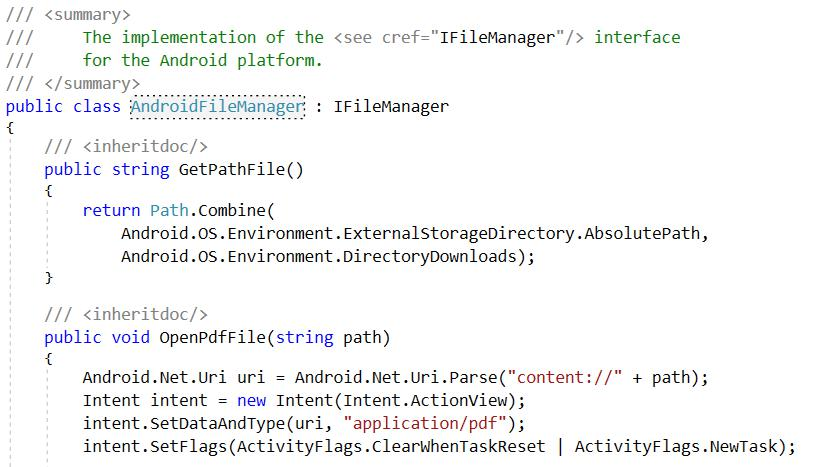 /// <summary>
///     The implementation of the <see cref="IFileManager"/> interface
///     for the Android platform.
/// </summary>
public class AndroidFileManager : IFileManager
{
    /// <inheritdoc/>
    public string GetPathFile()
    {
        return Path.Combine(
            Android.OS.Environment.ExternalStorageDirectory.AbsolutePath,
            Android.OS.Environment.DirectoryDownloads);
    }

    /// <inheritdoc/>
    public void OpenPdfFile(string path)
    {
        Android.Net.Uri uri = Android.Net.Uri.Parse("content://" + path);
        Intent intent = new Intent(Intent.ActionView);
        intent.SetDataAndType(uri, "application/pdf");
        intent.SetFlags(ActivityFlags.ClearWhenTaskReset | ActivityFlags.NewTask);